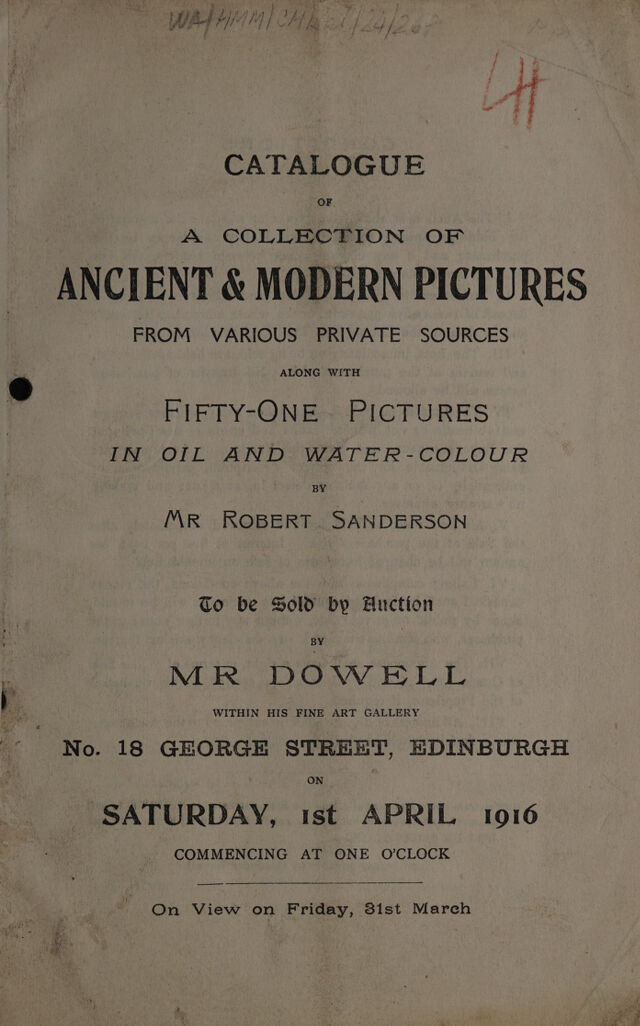 CATALOGUE
OF
A COLLECTION OF
ANCIENT & MODERN PICTURES
FROM VARIOUS PRIVATE SOURCES
ALONG WITH
FIFTY-ONE PICTURES
IN OIL AND WATER-COLOUR
BY
MR ROBERT SANDERSON
To be Sold by Auction
BY
MR DOWELL
WITHIN HIS FINE ART GALLERY
No. 18 GEORGE STREET, EDINBURGH
ON
SATURDAY, 1st APRIL 1916
COMMENCING AT ONE O'CLOCK
On View on Friday, 31st March